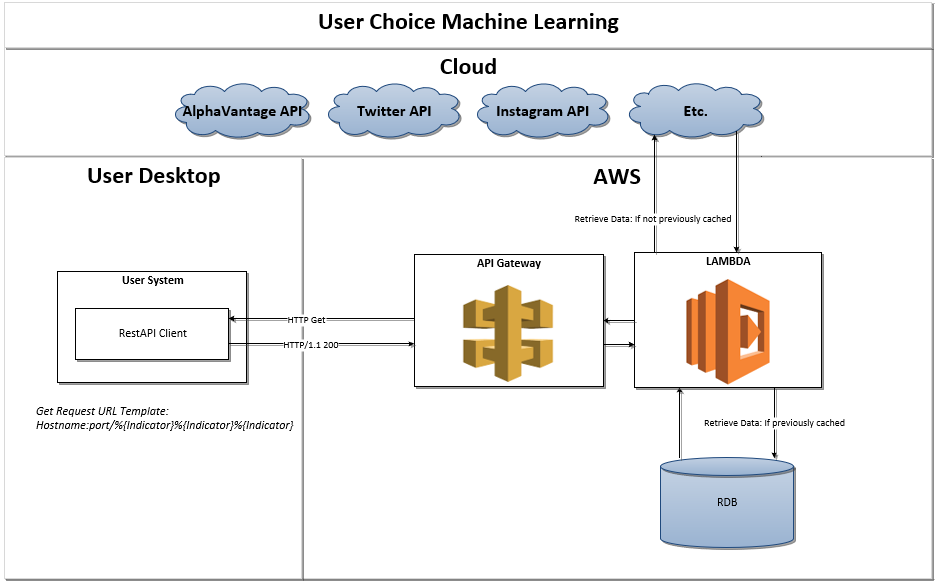 User Choice Machine Learning
Cloud
AlphaVantage API
Twitter API
Instagram API
Etc.
User Desktop
AWS
Retrieve Data: If not previously cached
User System
RestAPI Client
HTTP Get
HTTP/1.1 200
API Gateway
LAMBDA
Get Request URL Template:
Hostname:port/%{Indicator}%{Indicator}%{Indicator}
Retrieve Data: If previously cached
RDB